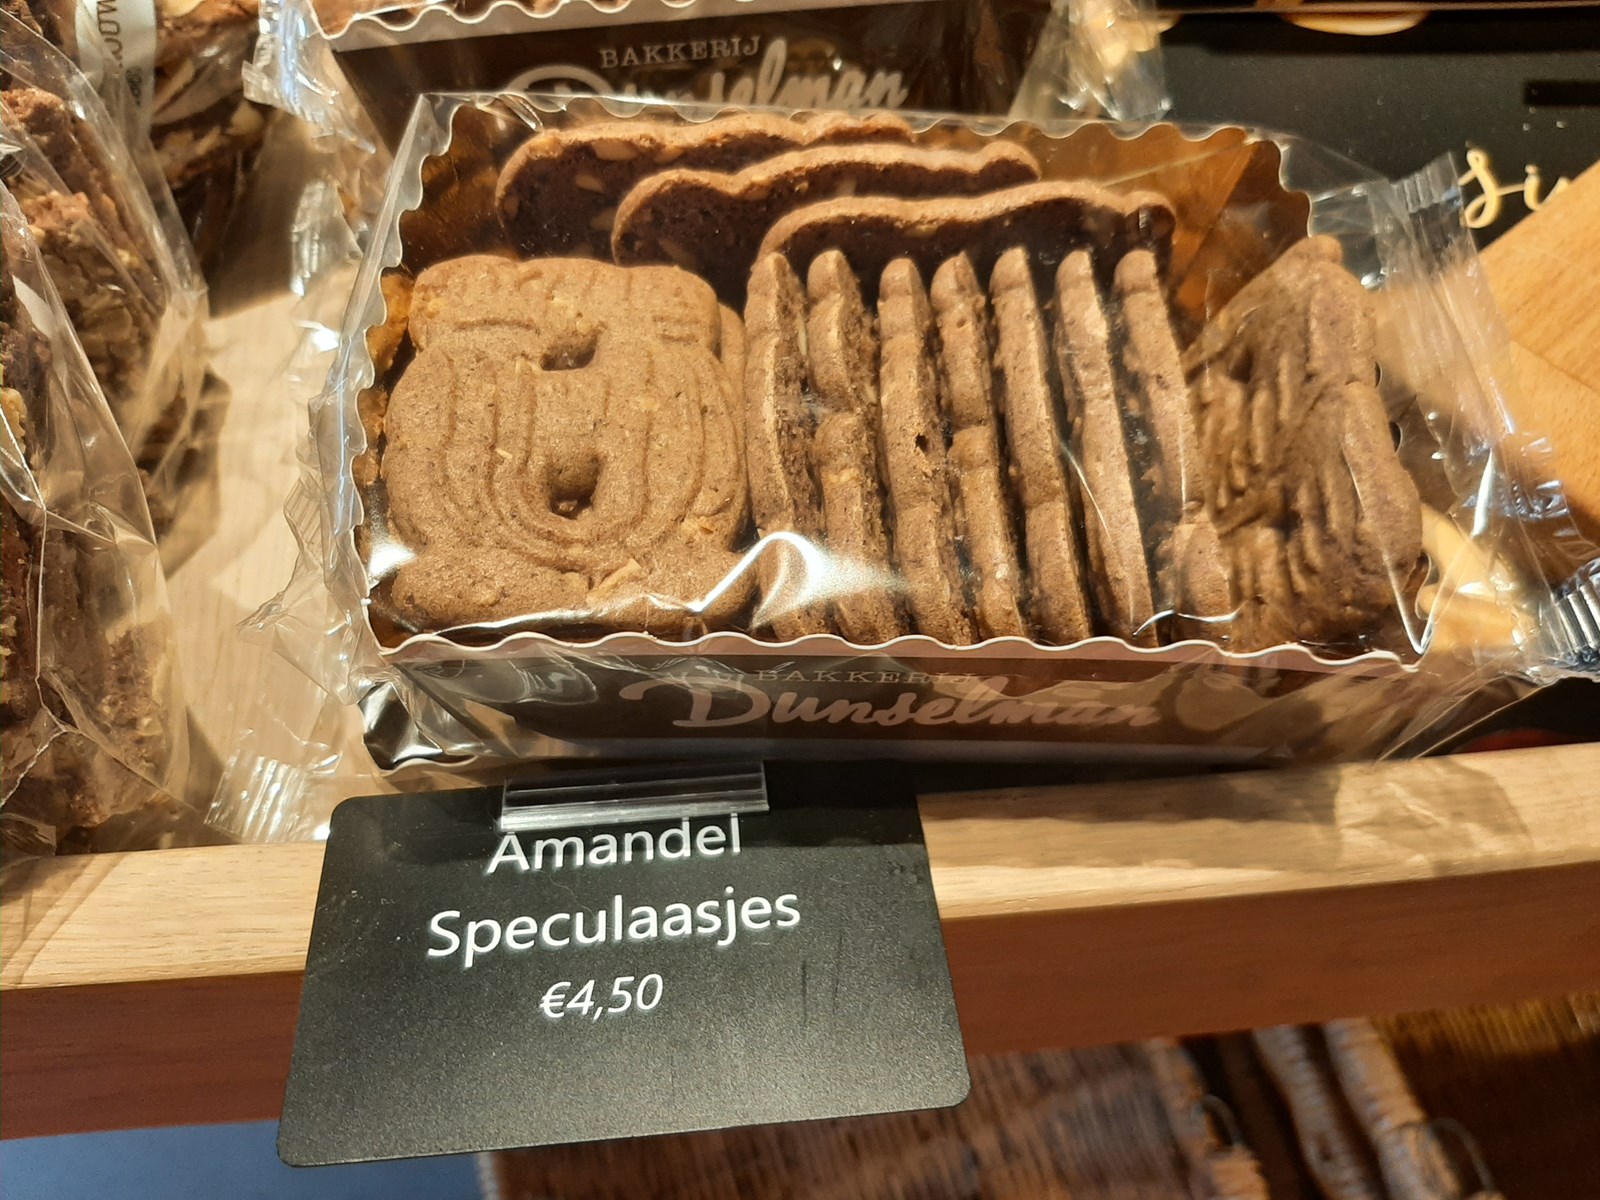 BAKKERIJ
Dunselman
BAKKERIJ
Dunselman
Amandel
Speculaasjes
€4,50